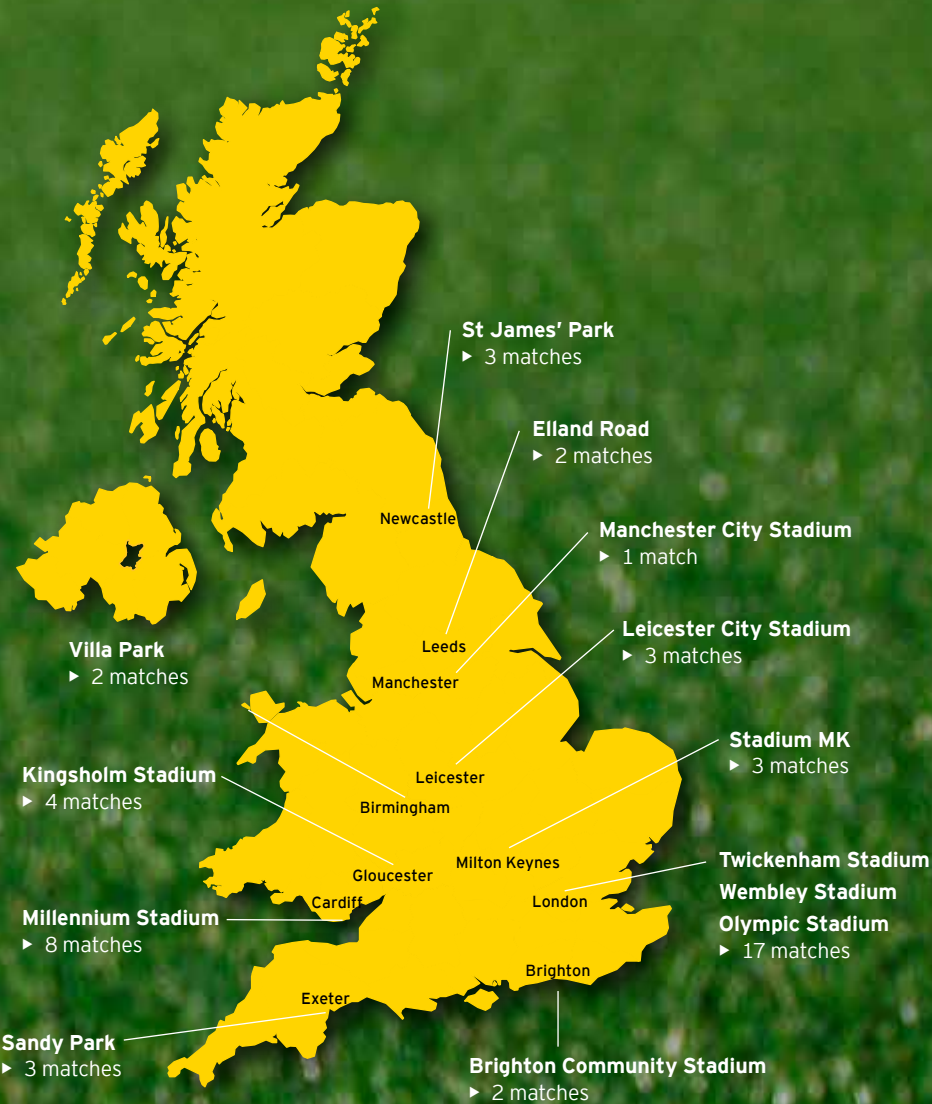 St James' Park
► 3 matches
Elland Road
► 2 matches
Newcastle
Manchester City Stadium
► 1 match
Leicester City Stadium
► 3 matches
Villa Park
► 2 matches
Leeds
Manchester
Stadium MK
► 3 matches
Kingsholm Stadium
► 4 matches
Leicester
Birmingham
Milton Keynes
Gloucester
Twickenham Stadium
Wembley Stadium
Olympic Stadium
► 17 matches
Cardiff
London
Millennium Stadium
► 8 matches
Brighton
Exeter
Sandy Park
► 3 matches
Brighton Community Stadium
► 2 matches